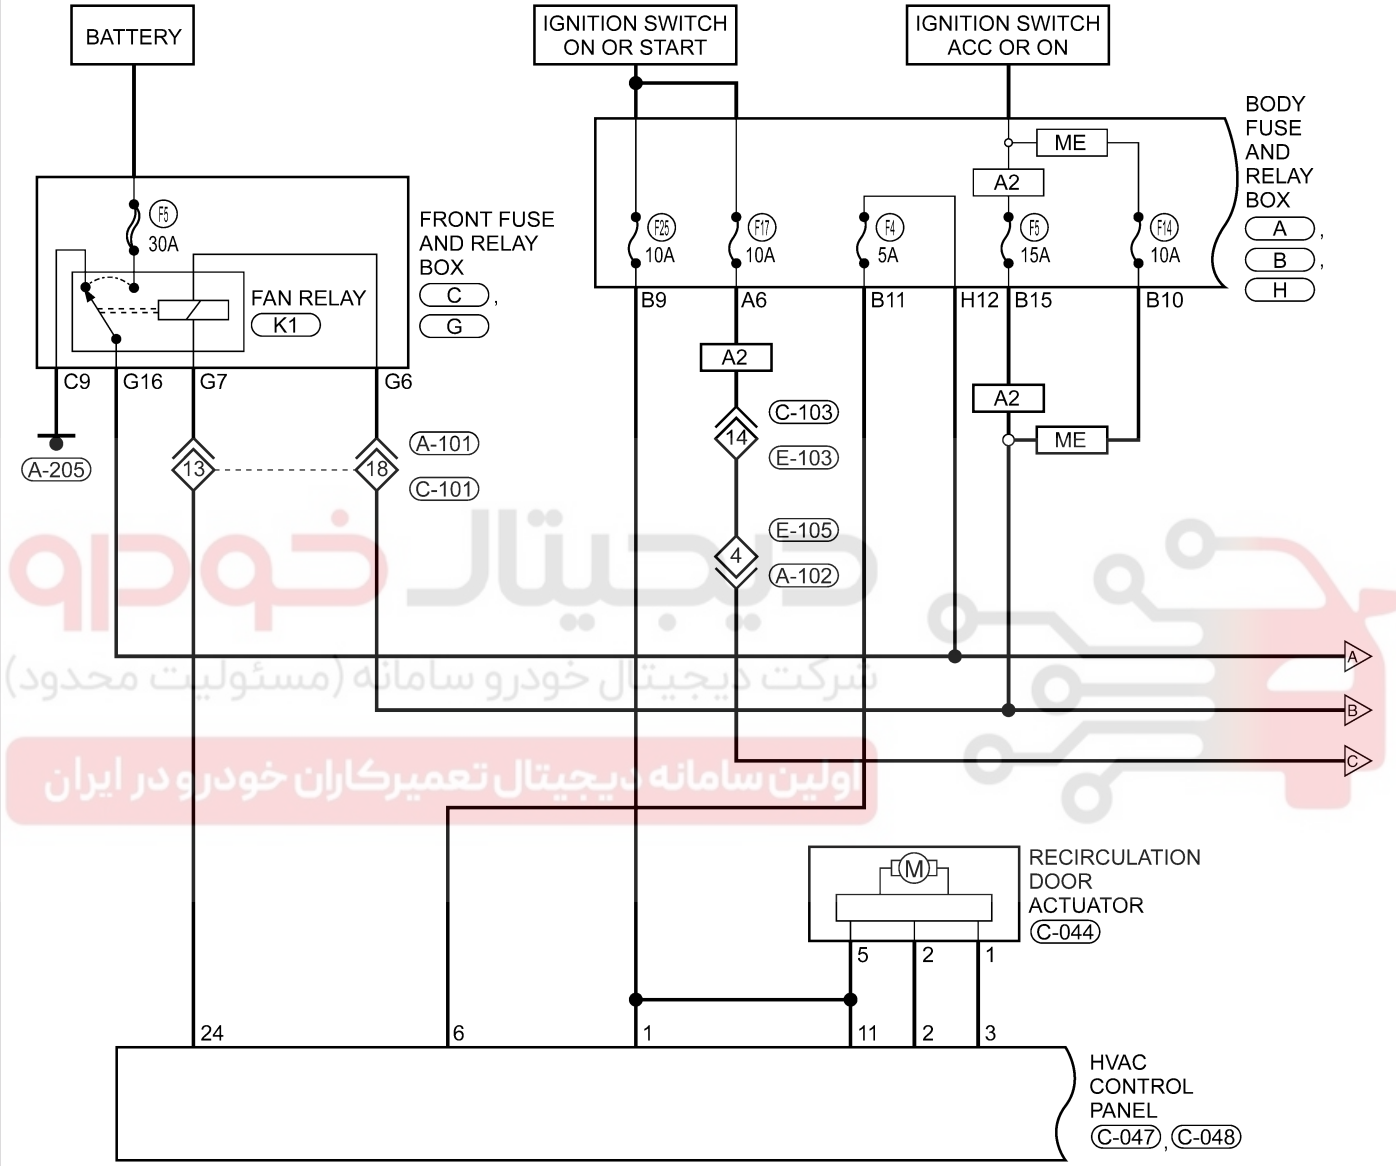 BATTERY
IGNITION SWITCH
ON OR START
IGNITION SWITCH
ACC OR ON
BODY
FUSE
AND
RELAY
BOX
A ,
B ,
H
ME
A2
F5
30A
FRONT FUSE
AND RELAY
BOX
C ,
G
FAN RELAY
K1
F25
10A
F17
10A
F4
5A
F5
15A
F14
10A
B9
A6
B11
H12
B15
B10
C9
G16
G7
G6
A2
A2
ME
C-103
14
E-103
A-205
13
18
A-101
C-101
E-105
4
A-102
دیجیتال خودرو
شرکت دیجیتال خودرو سامانه (مسئولیت محدود)
اولین سامانه دیجیتال تعمیرکاران خودرو در ایران
A
B
C
M
RECIRCULATION
DOOR
ACTUATOR
C-044
5
2
1
24
6
1
11
2
3
HVAC
CONTROL
PANEL
C-047 , C-048